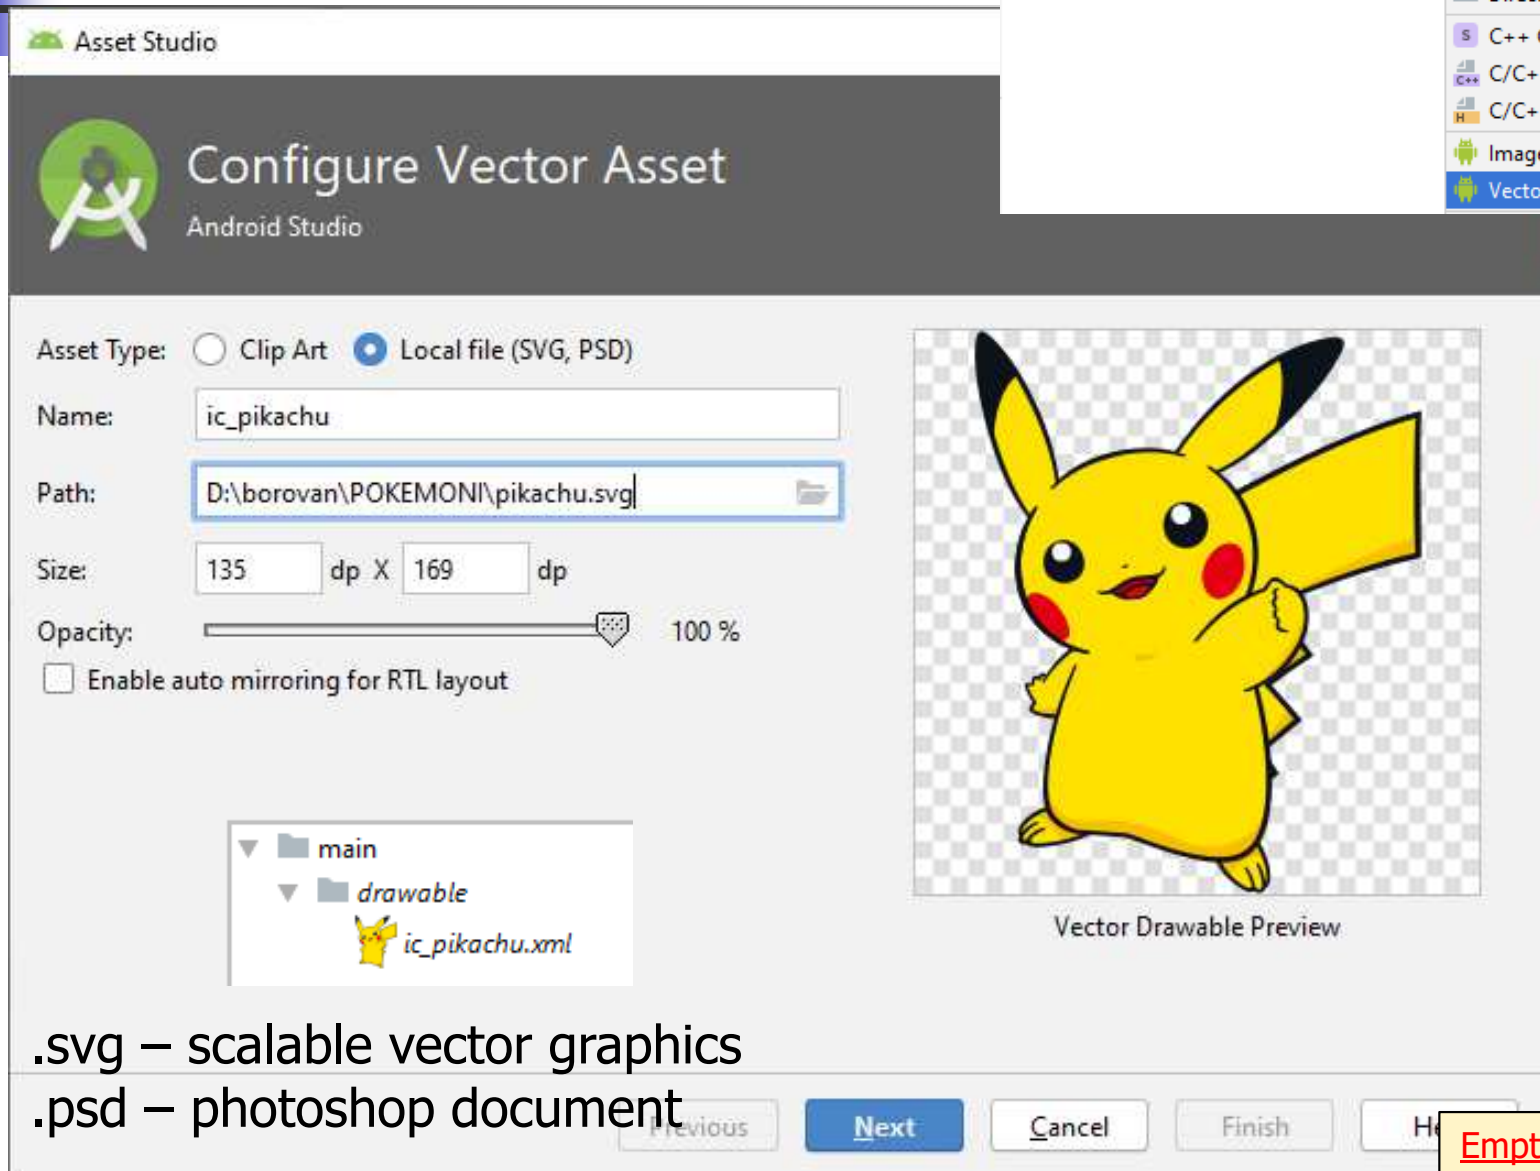 Asset Studio
S C++
C++ C/C+
H C/C+
Configure Vector Asset
Android Studio
Asset Type: Clip Art Local file (SVG, PSD)
Name: ic_pikachu
Path: D:\borovan\POKEMONI\pikachu.svg
Size: 135 dp X 169 dp
Opacity: 100 %
Enable auto mirroring for RTL layout
main
drawable
ic_pikachu.xml
Vector Drawable Preview
.svg – scalable vector graphics
.psd – photoshop document
Next Cancel Finish